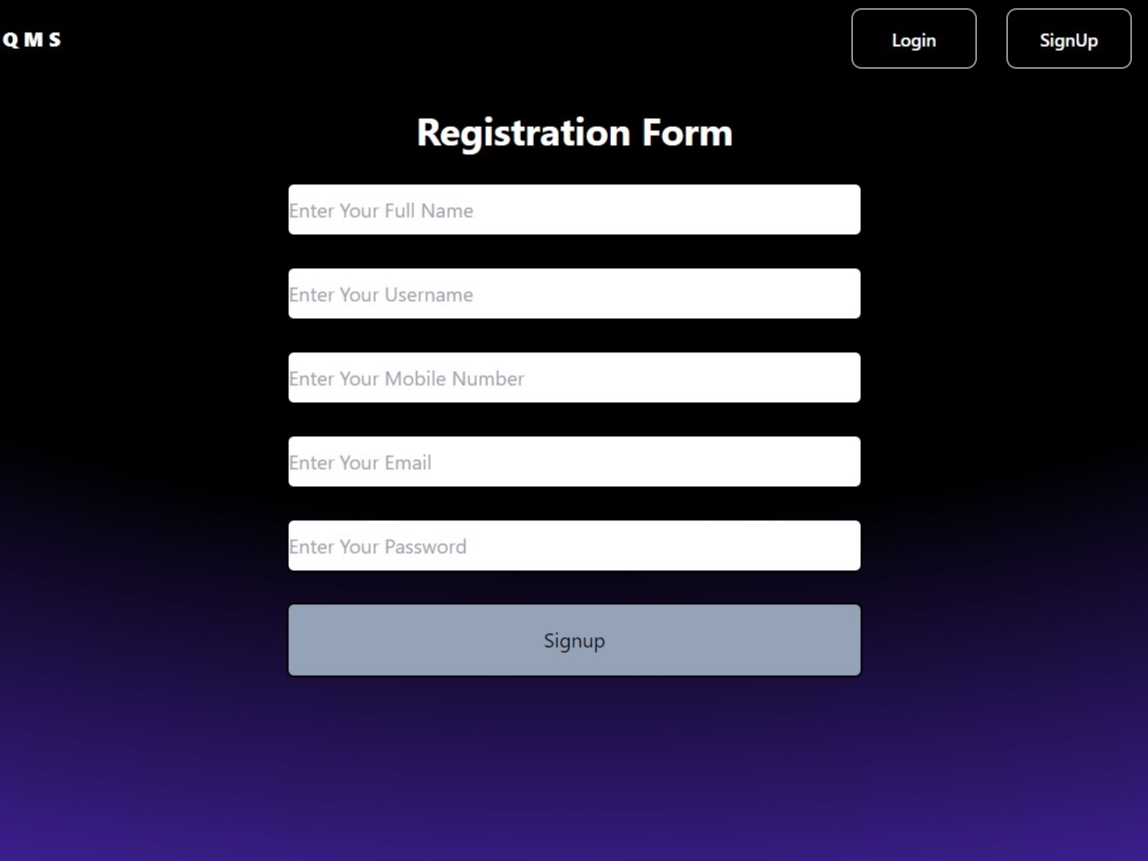 QMS
Login
SignUp
Registration Form
Enter Your Full Name
Enter Your Username
Enter Your Mobile Number
Enter Your Email
Enter Your Password
Signup